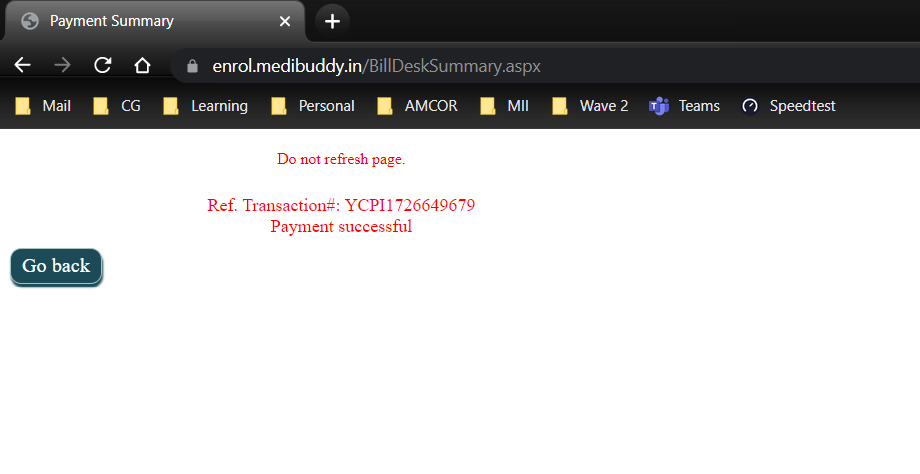 Payment Summary
enrol.medibuddy.in/BillDeskSummary.aspx
Mail CG Learning Personal AMCOR MII Wave 2 Teams Speedtest
Do not refresh page.
Ref. Transaction#: YCPI1726649679
Payment successful
Go back